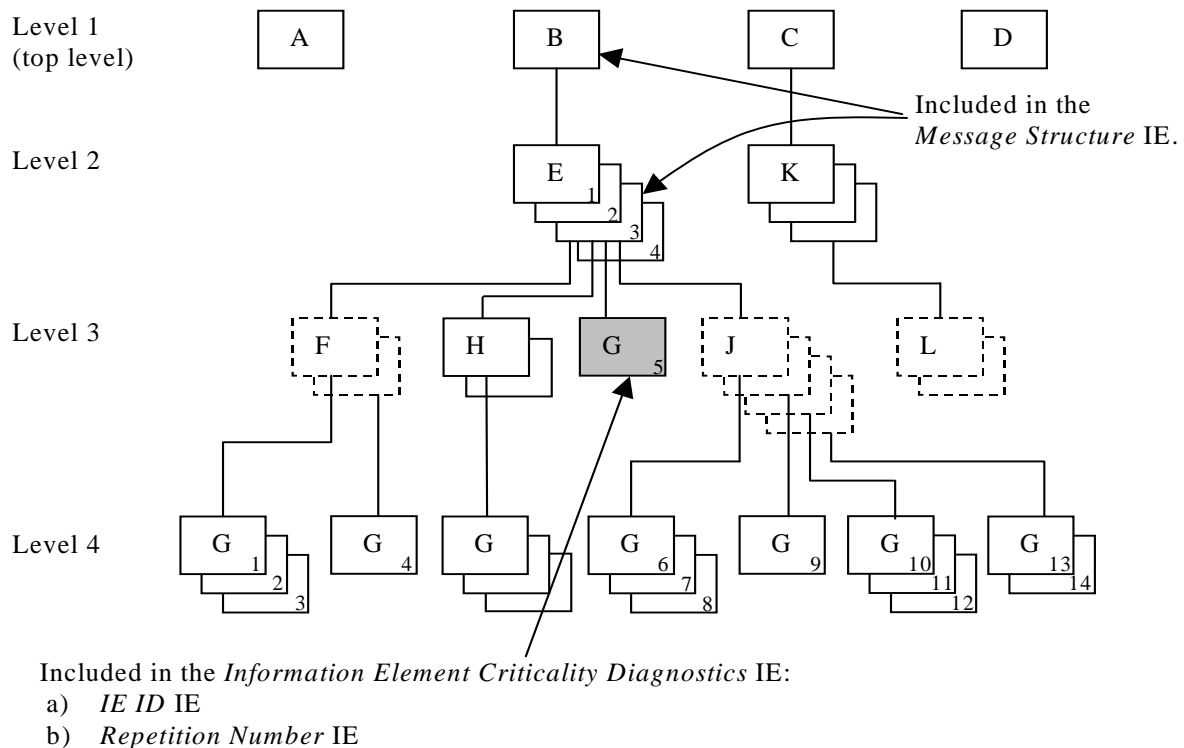 Level 1
(top level)
A
B
C
D
Included in the
Message Structure IE.
Level 2
E
1
2
3
4
K
Level 3
F
H
G
5
J
L
Level 4
G
1
2
3
G
4
G
G
6
7
8
G
9
G
10
11
12
G
13
14
Included in the Information Element Criticality Diagnostics IE:
a) IE ID IE
b) Repetition Number IE